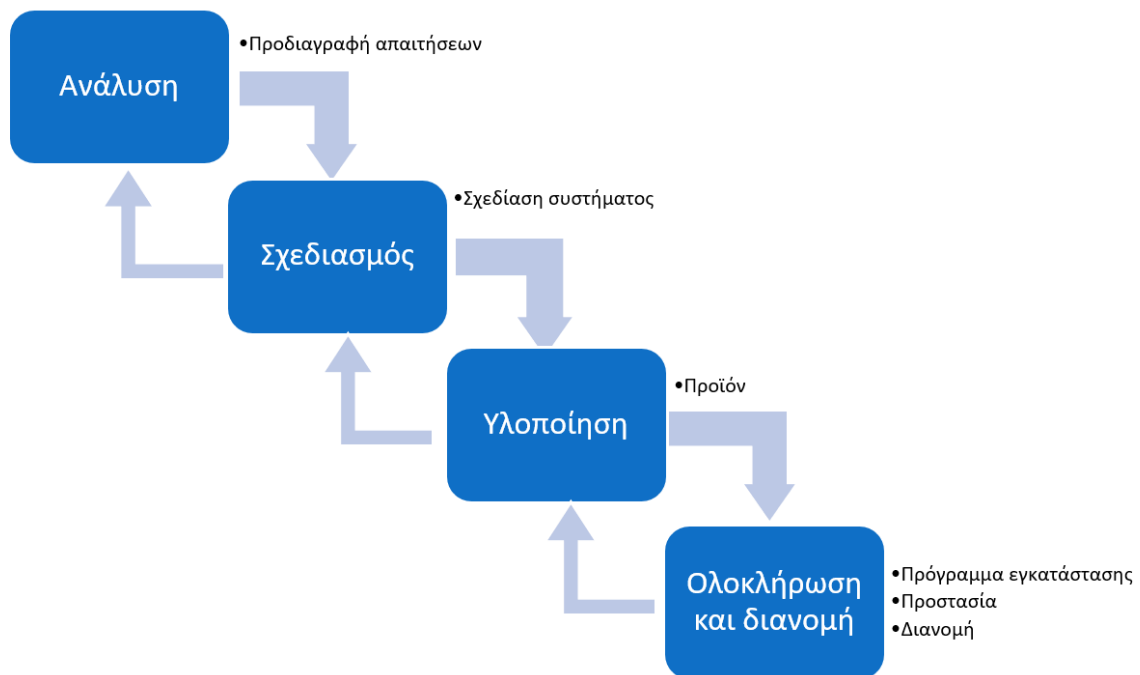 Ανάλυση
•Προδιαγραφή απαιτήσεων
Σχεδιασμός
•Σχεδίαση συστήματος
Υλοποίηση
•Προϊόν
Ολοκλήρωση
και διανομή
•Πρόγραμμα εγκατάστασης
•Προστασία
•Διανομή